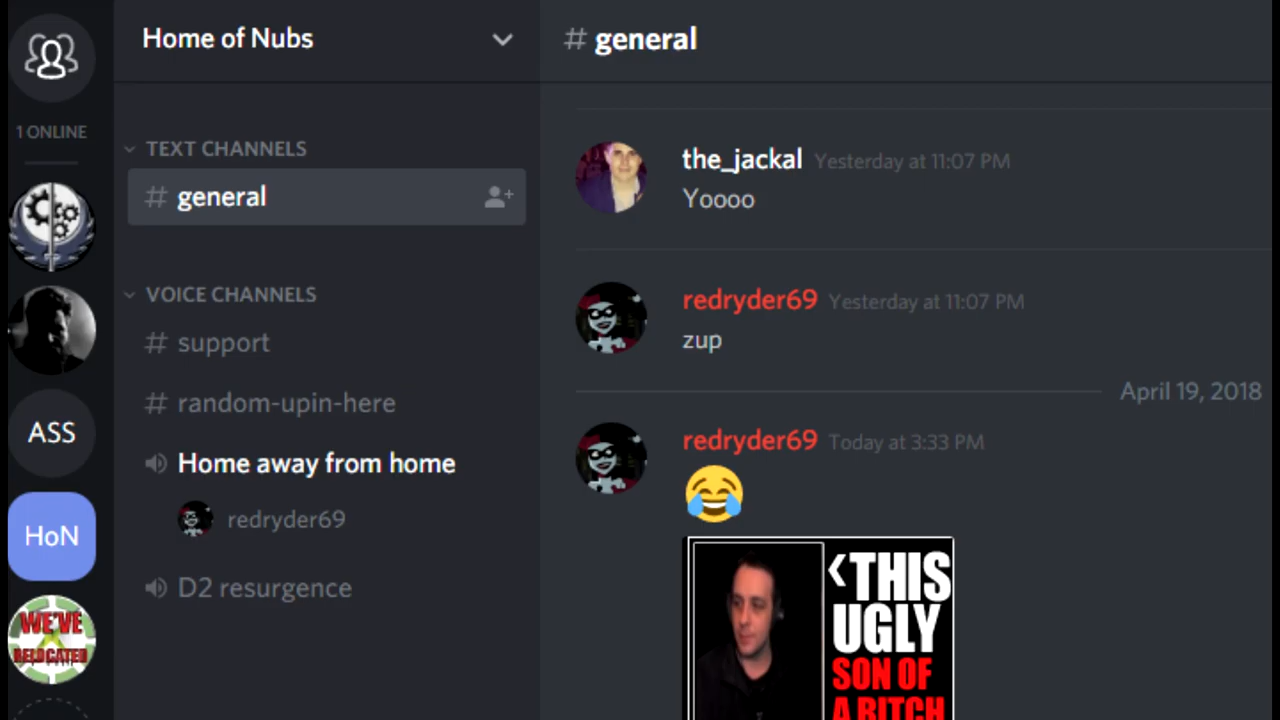 1 ONLINE
ASS
HoN
WE'VE
RELOCATED
Home of Nubs
TEXT CHANNELS
# general
VOICE CHANNELS
# support
# random-upin-here
Home away from home
redryder69
D2 resurgence
# general
the_jackal Yesterday at 11:07 PM
Yoooo
redryder69 Yesterday at 11:07 PM
zup
April 19, 2018
redryder69 Today at 3:33 PM
<THIS
UGLY
SON OF
A BITCH